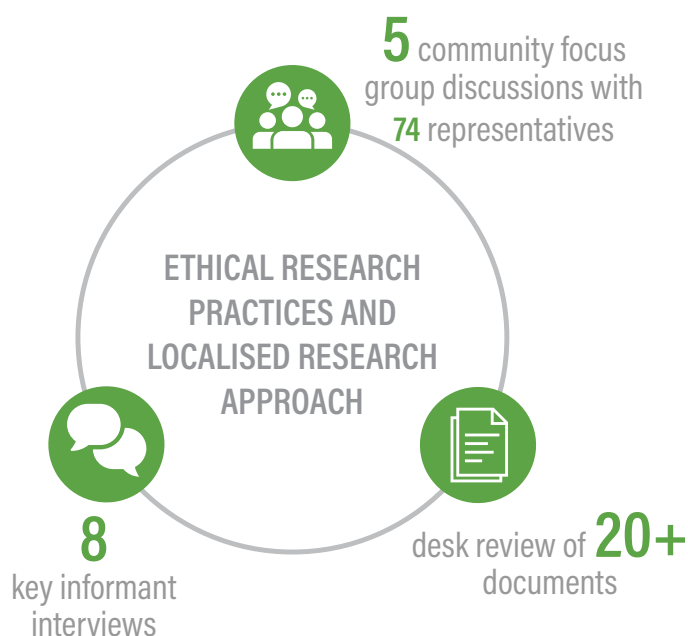 5 community focus
group discussions with
74 representatives
ETHICAL RESEARCH
PRACTICES AND
LOCALISED RESEARCH
APPROACH
8
key informant
interviews
desk review of 20+
documents